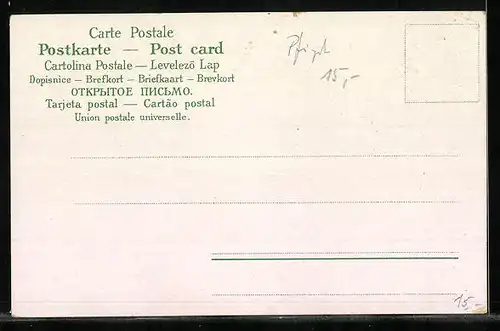 Carte Postale
Postkarte — Post card
Cartolina Postale — Levelező Lap
Dopisnice — Brefkort — Briefkaart — Brevkort
ОТКРЫТОЕ ПИСЬМО.
Tarjeta postal — Cartão postal
Union postale universelle.
15,-
15,-